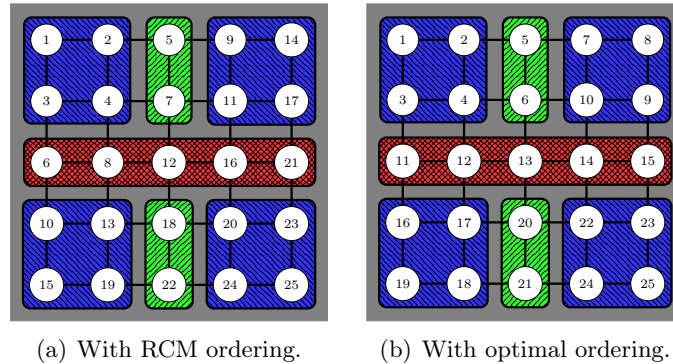 1 2 5 9 14
3 4 7 11 17
6 8 12 16 21
10 13 18 20 23
15 19 22 24 25
(a) With RCM ordering.
1 2 5 7 8
3 4 6 10 9
11 12 13 14 15
16 17 20 22 23
19 18 21 24 25
(b) With optimal ordering.